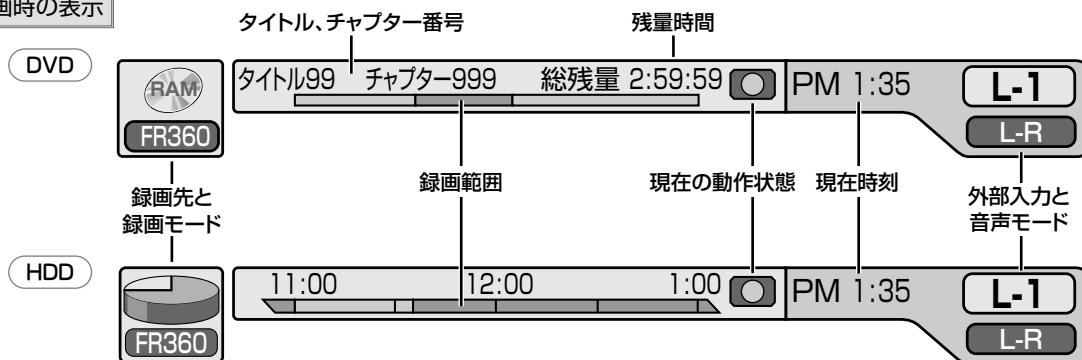 画時の表示
タイトル、チャプター番号
残量時間
DVD
RAM
FR360
タイトル99 チャプター999 総残量 2:59:59
PM 1:35
L-1
L-R
録画先と
録画モード
録画範囲
現在の動作状態
現在時刻
外部入力と
音声モード
HDD
FR360
11:00 12:00 1:00
PM 1:35
L-1
L-R